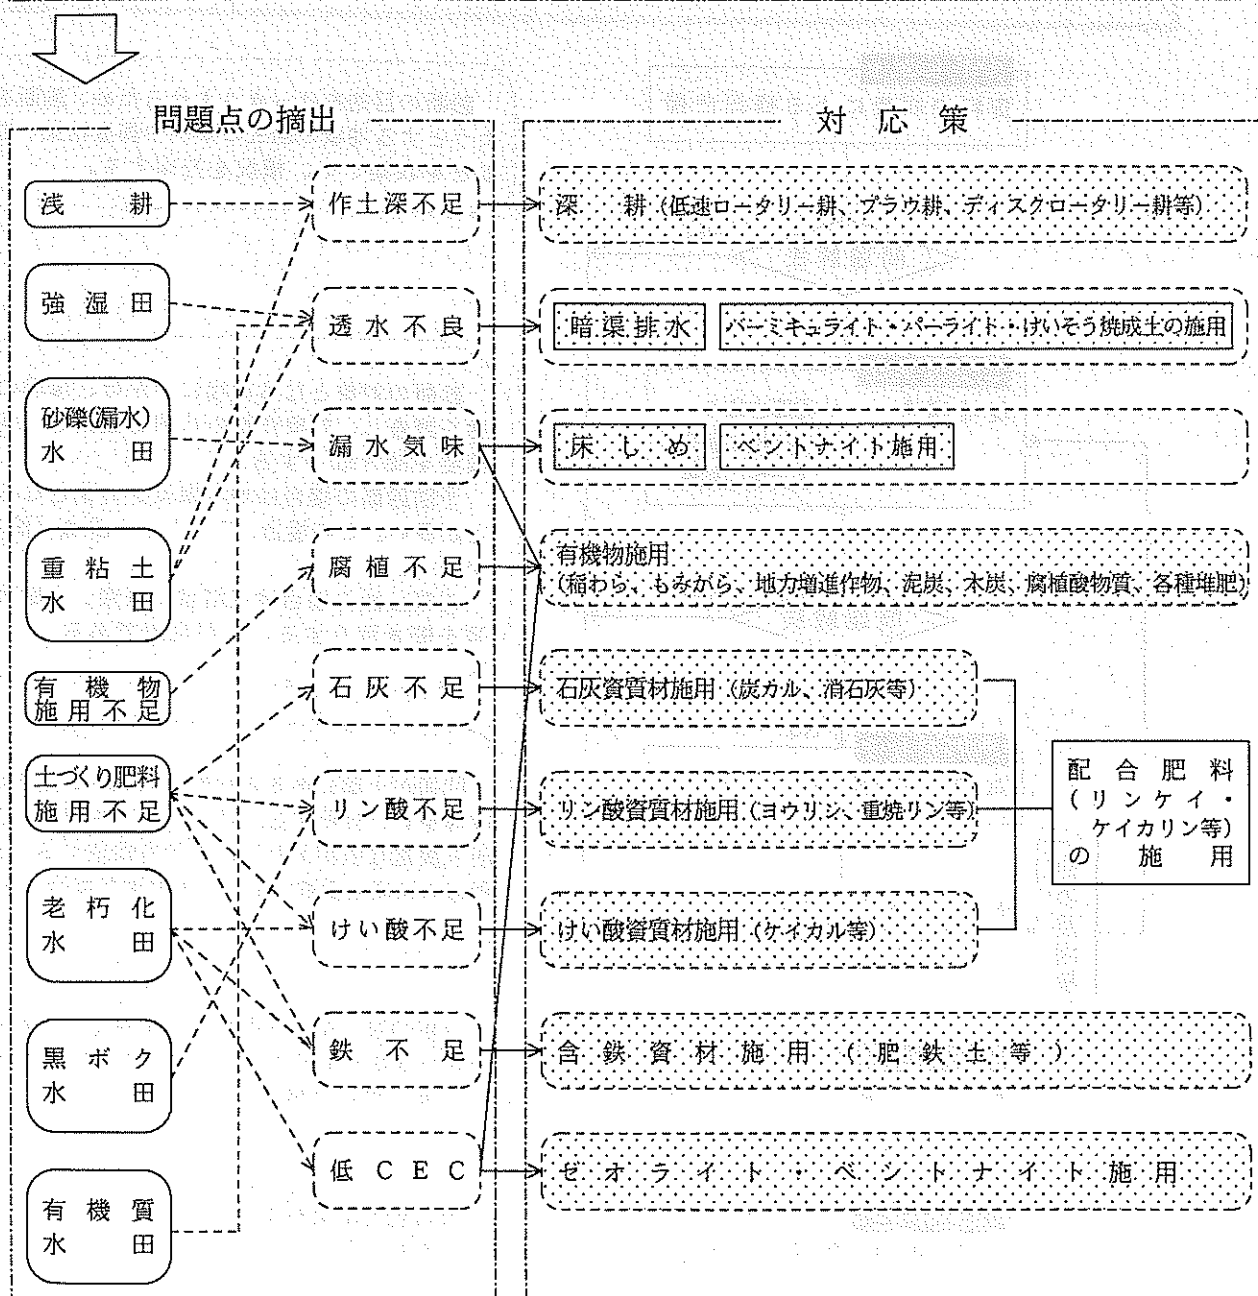 問題点の摘出
対応策
浅耕
作土深不足
深耕（低速ロータリー耕、プラウ耕、ディスクロータリー耕等）
強湿田
透水不良
暗渠排水
バーミキュライト・パーライト・けいそう焼成土の施用
砂礫(漏水)
水田
漏水気味
床しめ
ベントナイト施用
重粘土
水田
腐植不足
有機物施用
（稲わら、もみがら、地力増進作物、泥炭、木炭、腐植酸物質、各種堆肥）
有機物
施用不足
石灰不足
石灰質資材施用（炭カル、消石灰等）
土づくり肥料
施用不足
リン酸不足
リン酸質資材施用（ヨウリン、重焼リン等）
配合肥料
（リンケイ・
ケイカリン等）
の施用
老朽化
水田
けい酸不足
けい酸質資材施用（ケイカル等）
黒ボク
水田
鉄不足
含鉄資材施用（肥鉄土等）
有機質
水田
低CEC
ゼオライト・ベントナイト施用